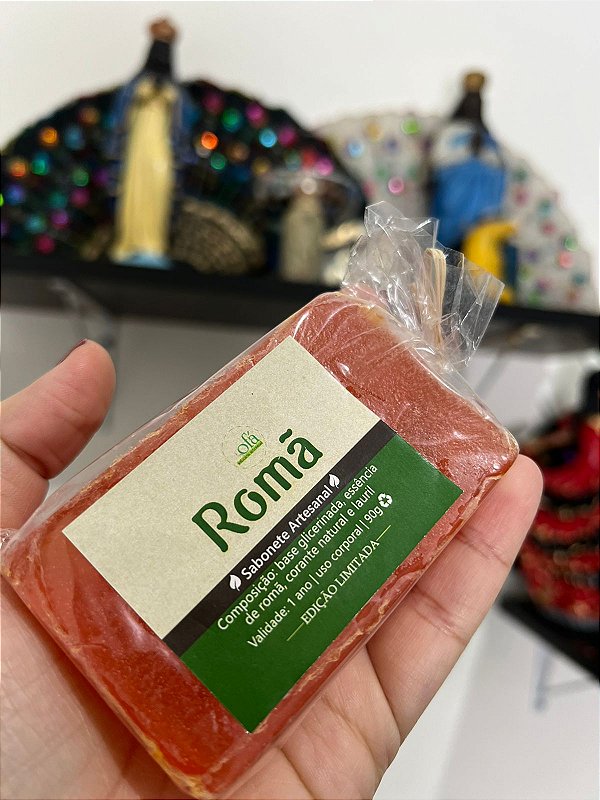 olá
Romã
Sabonete Artesanal
Composição: base glicerinada, essência
de romã, corante natural e lauril
Validade: 1 ano | uso corporal | 90g
EDIÇÃO LIMITADA